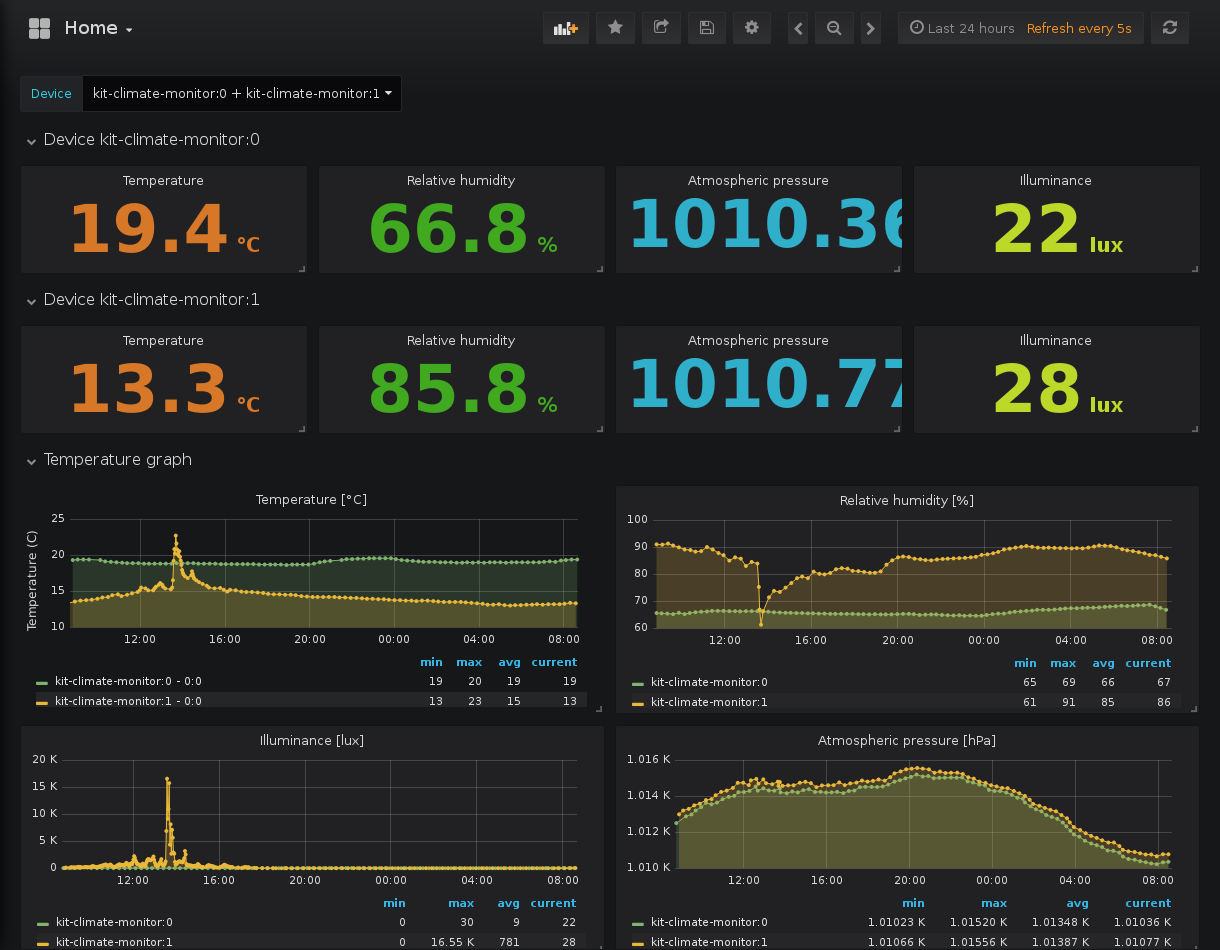 Home
Last 24 hours Refresh every 5s
Device kit-climate-monitor:0 + kit-climate-monitor:1
Device kit-climate-monitor:0
Temperature Relative humidity Atmospheric pressure Illuminance
19.4 °C 66.8 % 1010.36 22 lux
Device kit-climate-monitor:1
Temperature Relative humidity Atmospheric pressure Illuminance
13.3 °C 85.8 % 1010.77 28 lux
Temperature graph
Temperature [°C]
Temperature (C)
25
20
15
10
12:00 16:00 20:00 00:00 04:00 08:00
min max avg current
kit-climate-monitor:0 - 0:0 19 20 19 19
kit-climate-monitor:1 - 0:0 13 23 15 13
Relative humidity [%]
100
90
80
70
60
12:00 16:00 20:00 00:00 04:00 08:00
min max avg current
kit-climate-monitor:0 65 69 66 67
kit-climate-monitor:1 61 91 85 86
Illuminance [lux]
20 K
15 K
10 K
5 K
0
12:00 16:00 20:00 00:00 04:00 08:00
min max avg current
kit-climate-monitor:0 0 30 9 22
kit-climate-monitor:1 0 16.55 K 781 28
Atmospheric pressure [hPa]
1.016 K
1.014 K
1.012 K
1.010 K
12:00 16:00 20:00 00:00 04:00 08:00
min max avg current
kit-climate-monitor:0 1.01023 K 1.01520 K 1.01348 K 1.01036 K
kit-climate-monitor:1 1.01066 K 1.01556 K 1.01387 K 1.01077 K